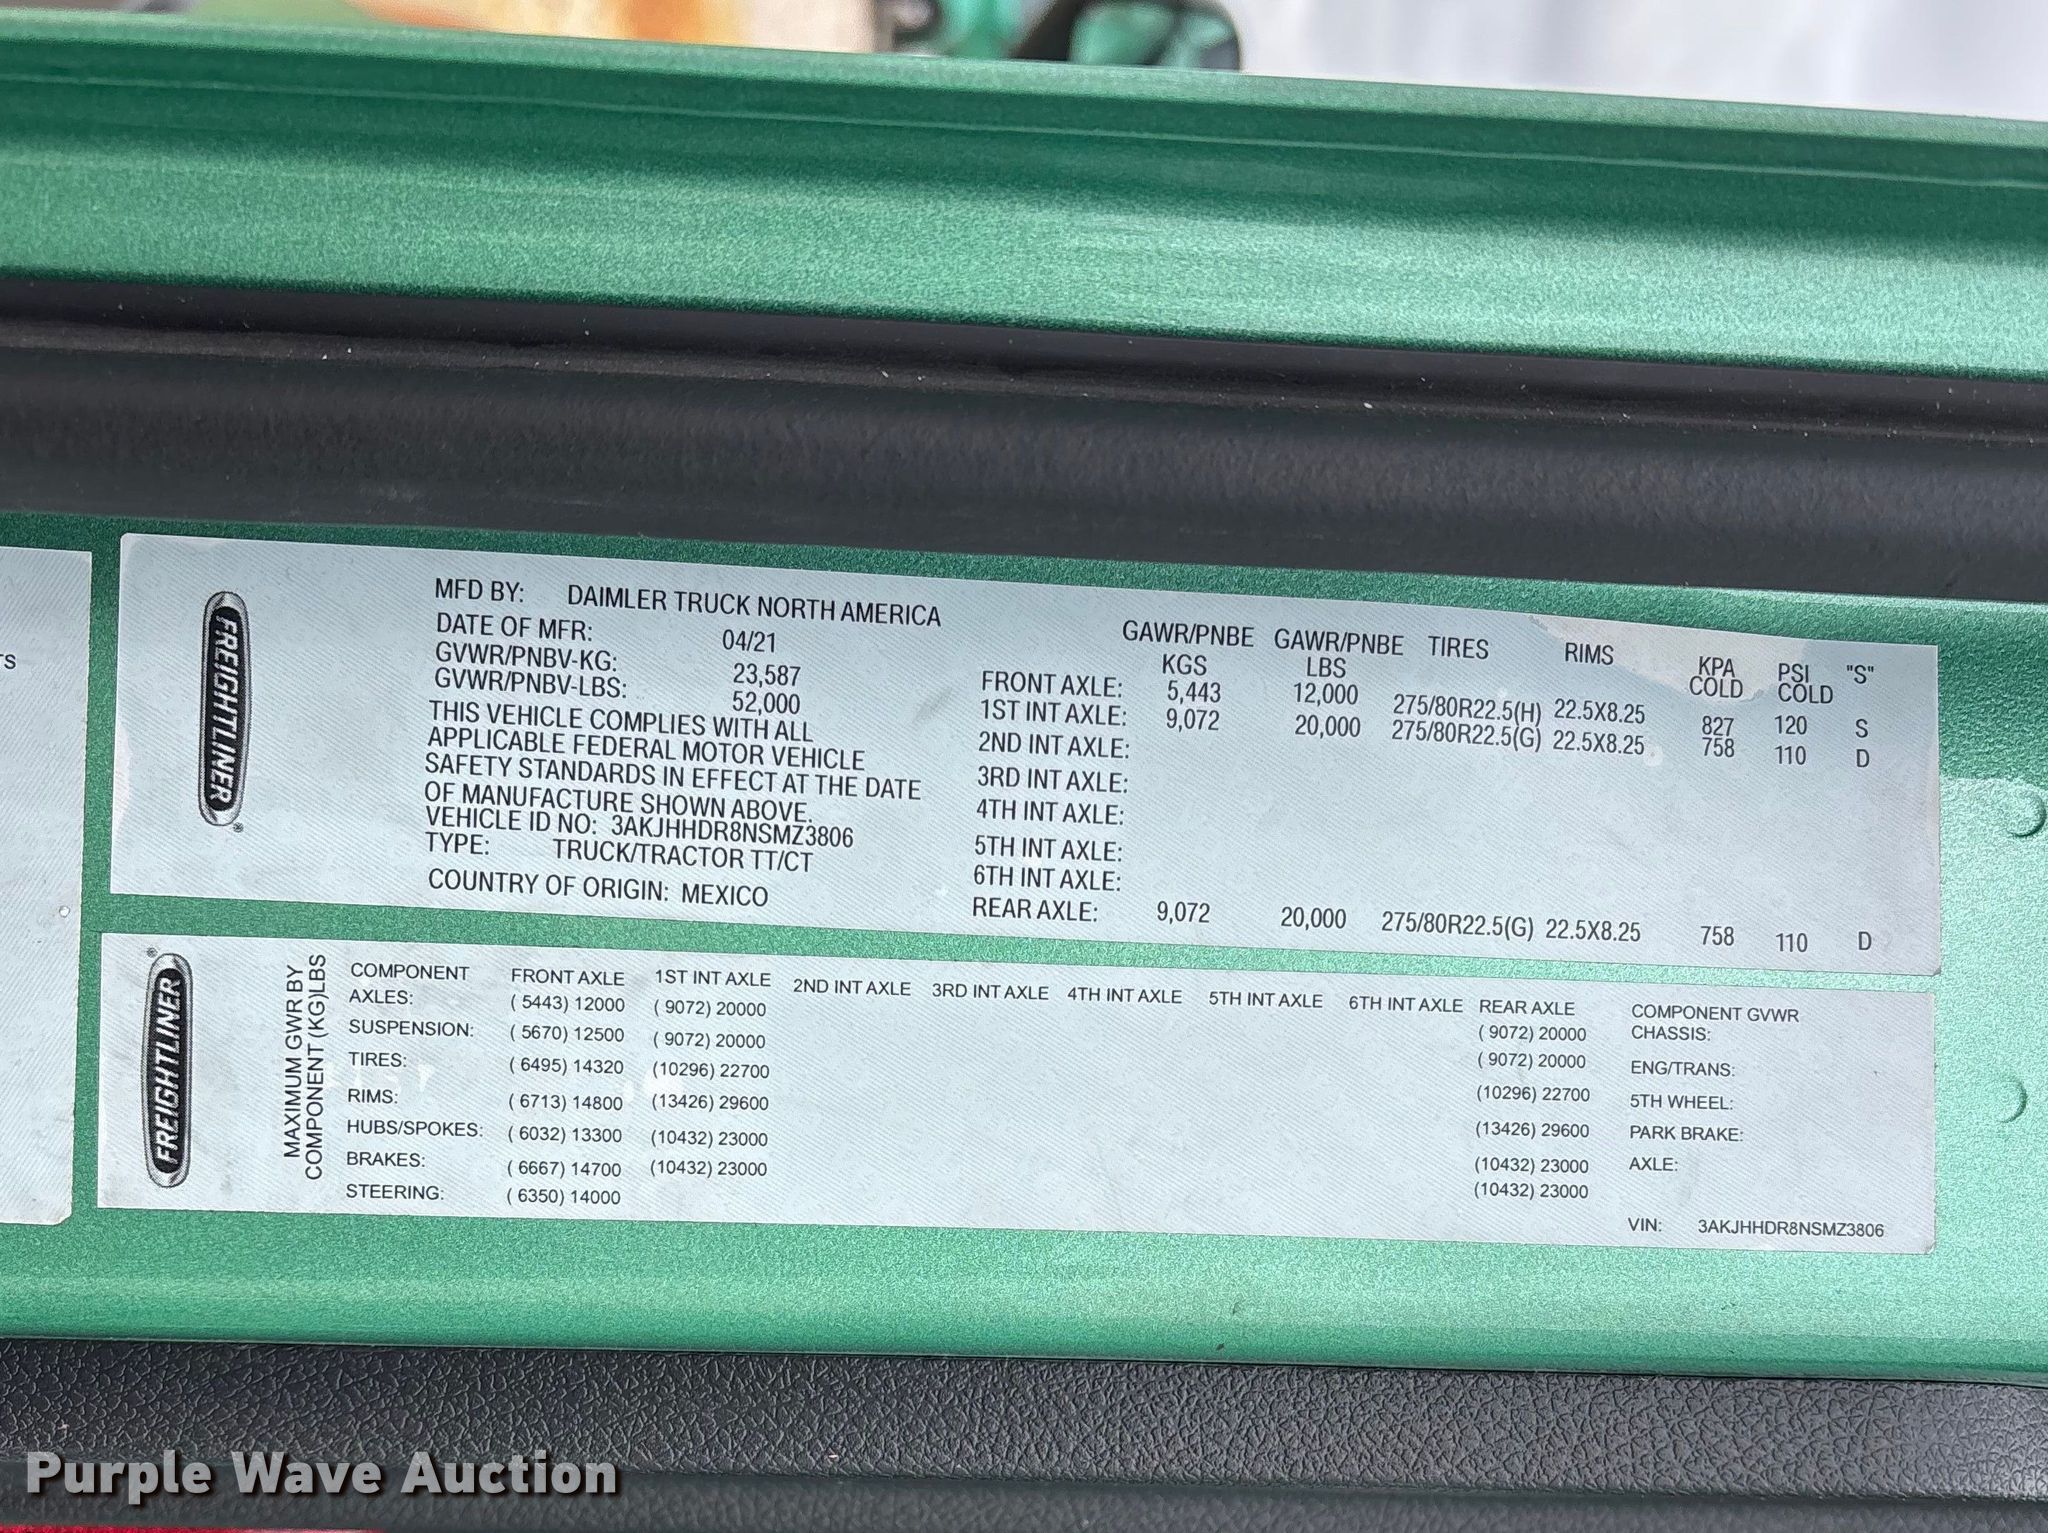 TS
FREIGHTLINER®
MFD BY: DAIMLER TRUCK NORTH AMERICA
DATE OF MFR: 04/21
GVWR/PNBV-KG: 23,587
GVWR/PNBV-LBS: 52,000
THIS VEHICLE COMPLIES WITH ALL
APPLICABLE FEDERAL MOTOR VEHICLE
SAFETY STANDARDS IN EFFECT AT THE DATE
OF MANUFACTURE SHOWN ABOVE.
VEHICLE ID NO: 3AKJHHDR8NSMZ3806
TYPE: TRUCK/TRACTOR TT/CT
COUNTRY OF ORIGIN: MEXICO
GAWR/PNBE GAWR/PNBE TIRES RIMS KPA PSI "S"
KGS LBS COLD COLD
FRONT AXLE: 5,443 12,000 275/80R22.5(H) 22.5X8.25 827 120 S
1ST INT AXLE: 9,072 20,000 275/80R22.5(G) 22.5X8.25 758 110 D
2ND INT AXLE:
3RD INT AXLE:
4TH INT AXLE:
5TH INT AXLE:
6TH INT AXLE:
REAR AXLE: 9,072 20,000 275/80R22.5(G) 22.5X8.25 758 110 D
FREIGHTLINER®
MAXIMUM GWR BY
COMPONENT (KG)LBS
COMPONENT FRONT AXLE 1ST INT AXLE 2ND INT AXLE 3RD INT AXLE 4TH INT AXLE 5TH INT AXLE 6TH INT AXLE REAR AXLE
AXLES: ( 5443) 12000 ( 9072) 20000 ( 9072) 20000
SUSPENSION: ( 5670) 12500 ( 9072) 20000 ( 9072) 20000
TIRES: ( 6495) 14320 (10296) 22700 (10296) 22700
RIMS: ( 6713) 14800 (13426) 29600 (13426) 29600
HUBS/SPOKES: ( 6032) 13300 (10432) 23000 (10432) 23000
BRAKES: ( 6667) 14700 (10432) 23000 (10432) 23000
STEERING: ( 6350) 14000
COMPONENT GVWR
CHASSIS:
ENG/TRANS:
5TH WHEEL:
PARK BRAKE:
AXLE:
VIN: 3AKJHHDR8NSMZ3806
Purple Wave Auction